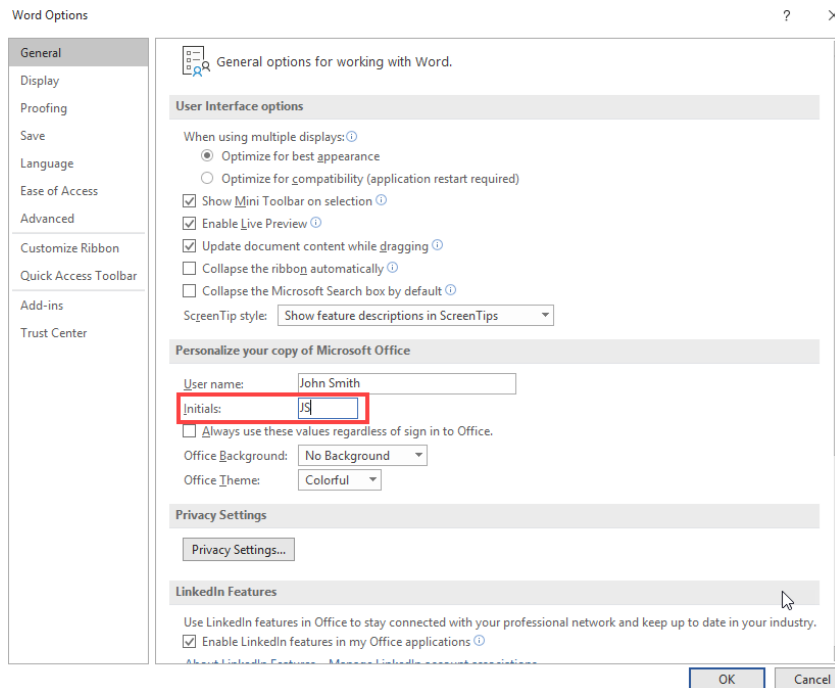 Word Options
?
General
Display
Proofing
Save
Language
Ease of Access
Advanced
Customize Ribbon
Quick Access Toolbar
Add-ins
Trust Center
General options for working with Word.
User Interface options
When using multiple displays:
Optimize for best appearance
Optimize for compatibility (application restart required)
Show Mini Toolbar on selection
Enable Live Preview
Update document content while dragging
Collapse the ribbon automatically
Collapse the Microsoft Search box by default
ScreenTip style: Show feature descriptions in ScreenTips
Personalize your copy of Microsoft Office
User name: John Smith
Initials: JS
Always use these values regardless of sign in to Office.
Office Background: No Background
Office Theme: Colorful
Privacy Settings
Privacy Settings...
LinkedIn Features
Use LinkedIn features in Office to stay connected with your professional network and keep up to date in your industry.
Enable LinkedIn features in my Office applications
About LinkedIn Features Manage LinkedIn account associations
OK Cancel